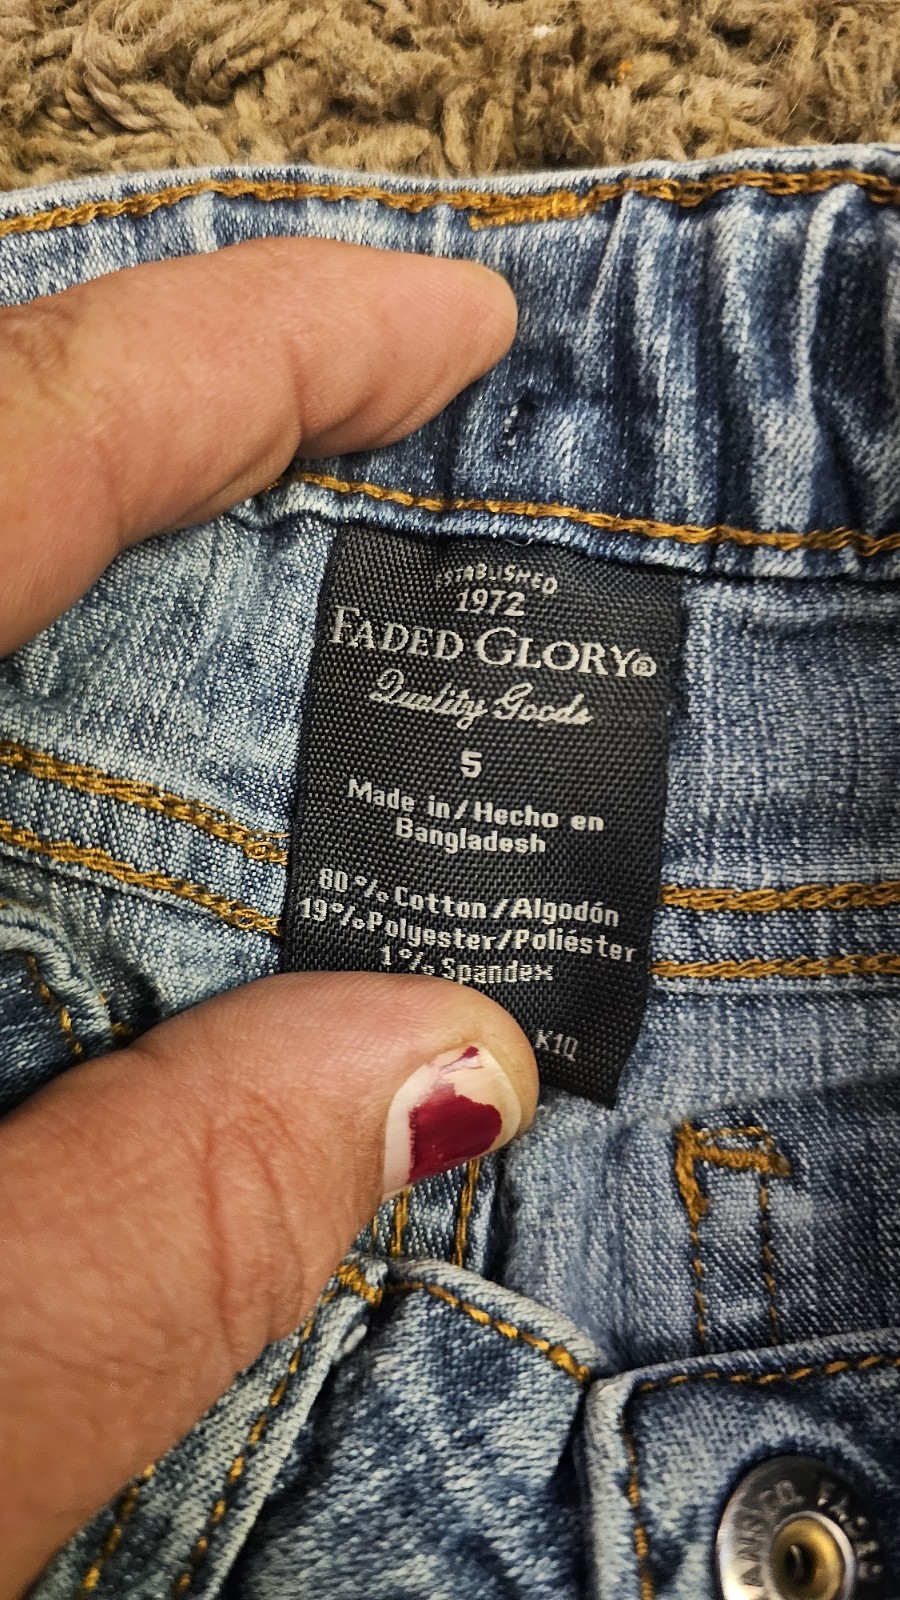 ESTABLISHED
1972
FADED GLORY®
Quality Goods
5
Made in/Hecho en
Bangladesh
80%Cotton/Algodón
19%Polyester/Poliéster
1%Spandex
K1Q